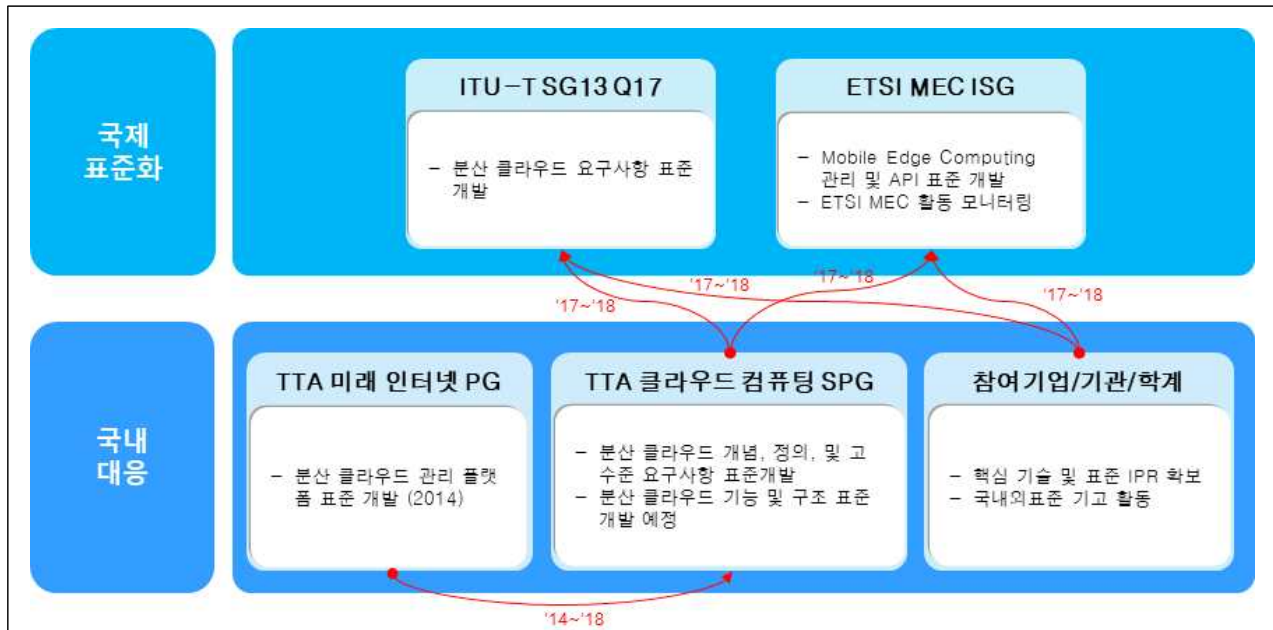 국제
표준화
ITU-T SG13 Q17
- 분산 클라우드 요구사항 표준
개발
ETSI MEC ISG
- Mobile Edge Computing
관리 및 API 표준 개발
- ETSI MEC 활동 모니터링
'17~'18
'17~'18
'17~'18
'17~'18
국내
대응
TTA 미래 인터넷 PG
- 분산 클라우드 관리 플랫
폼 표준 개발 (2014)
TTA 클라우드 컴퓨팅 SPG
- 분산 클라우드 개념, 정의, 및 고
수준 요구사항 표준개발
- 분산 클라우드 기능 및 구조 표준
개발 예정
참여기업/기관/학계
- 핵심 기술 및 표준 IPR 확보
- 국내외표준 기고 활동
'14~'18